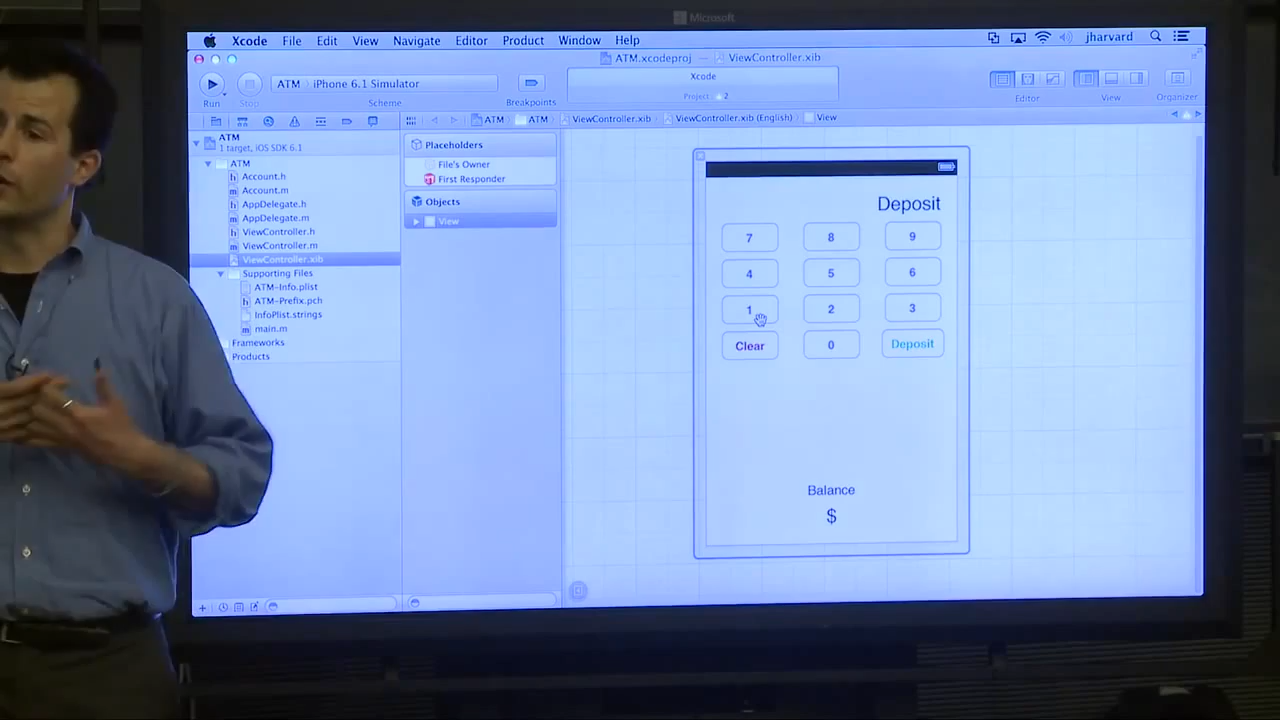 Microsoft
Xcode File Edit View Navigate Editor Product Window Help jharvard
ATM.xcodeproj — ViewController.xib
ATM iPhone 6.1 Simulator
Xcode
Project 2
Run Stop Scheme Breakpoints Editor View Organizer
ATM ATM ViewController.xib ViewController.xib (English) View
ATM
1 target, iOS SDK 6.1
ATM
Account.h
Account.m
AppDelegate.h
AppDelegate.m
ViewController.h
ViewController.m
ViewController.xib
Supporting Files
ATM-Info.plist
ATM-Prefix.pch
InfoPlist.strings
main.m
Frameworks
Products
Placeholders
File's Owner
First Responder
Objects
View
Deposit
7 8 9
4 5 6
1 2 3
Clear 0 Deposit
Balance
$